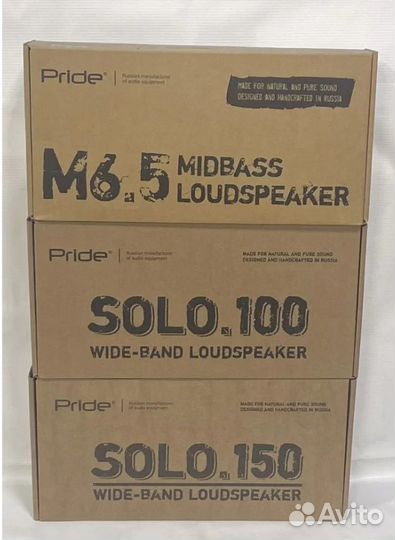 Pride®
Russian manufacturer
of audio equipment
MADE FOR NATURAL AND PURE SOUND
DESIGNED AND HANDCRAFTED IN RUSSIA
M6.5 MIDBASS
LOUDSPEAKER
Pride®
Russian manufacturer
of audio equipment
MADE FOR NATURAL AND PURE SOUND
DESIGNED AND HANDCRAFTED IN RUSSIA
SOLO.100
WIDE-BAND LOUDSPEAKER
Pride®
Russian manufacturer
of audio equipment
MADE FOR NATURAL AND PURE SOUND
DESIGNED AND HANDCRAFTED IN RUSSIA
SOLO.150
WIDE-BAND LOUDSPEAKER
Avito